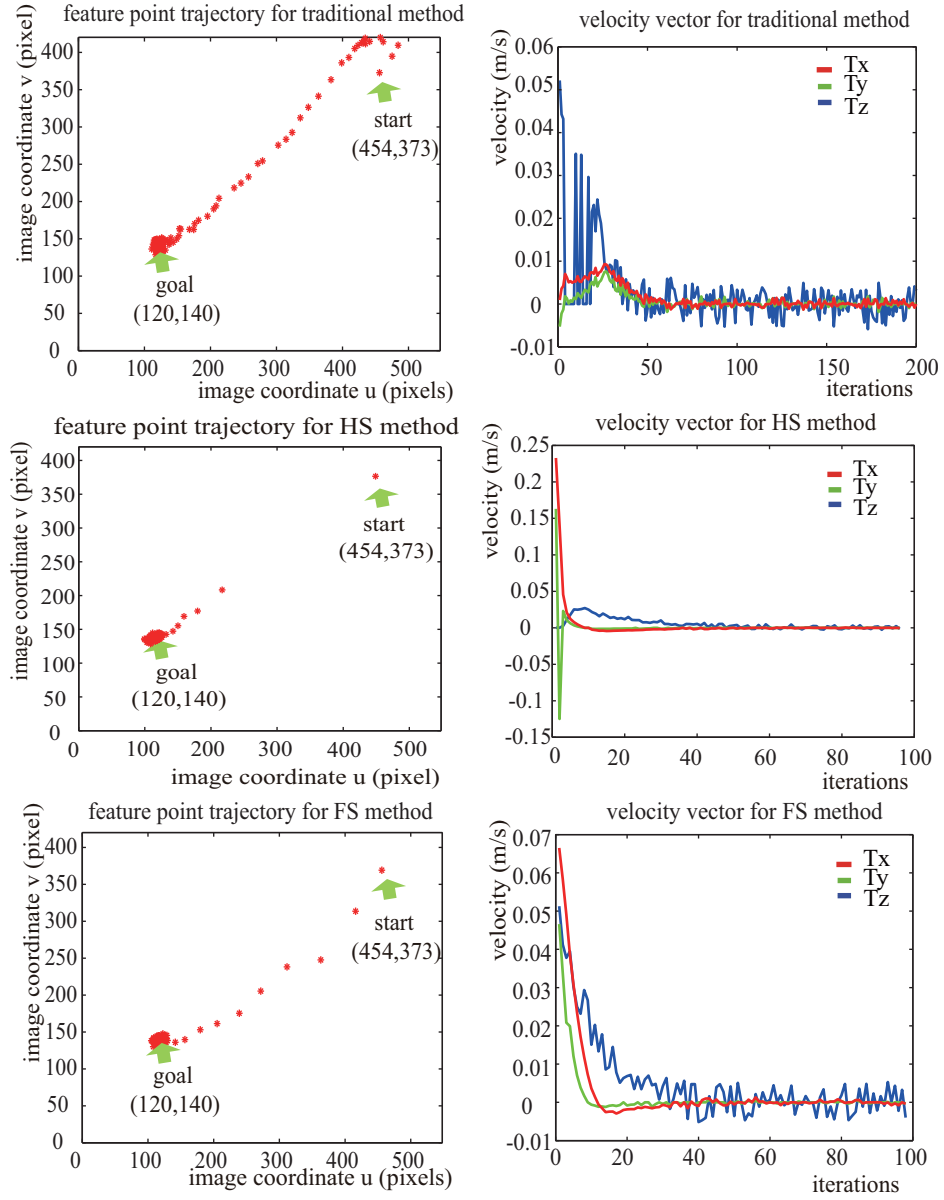 feature point trajectory for traditional method
image coordinate v (pixel)
400
350
300
250
200
150
100
50
0
start
(454,373)
goal
(120,140)
0 100 200 300 400 500
image coordinate u (pixels)
velocity vector for traditional method
velocity (m/s)
0.06
0.05
0.04
0.03
0.02
0.01
0
-0.01
Tx
Ty
Tz
0 50 100 150 200
iterations
feature point trajectory for HS method
image coordinate v (pixel)
400
350
300
250
200
150
100
50
0
start
(454,373)
goal
(120,140)
0 100 200 300 400 500
image coordinate u (pixel)
velocity vector for HS method
velocity (m/s)
0.25
0.20
0.15
0.10
0.05
0
-0.05
-0.1
-0.15
Tx
Ty
Tz
0 20 40 60 80 100
iterations
feature point trajectory for FS method
image coordinate v (pixel)
400
350
300
250
200
150
100
50
0
start
(454,373)
goal
(120,140)
0 100 200 300 400 500
image coordinate u (pixels)
velocity vector for FS method
velocity (m/s)
0.07
0.06
0.05
0.04
0.03
0.02
0.01
0
-0.01
Tx
Ty
Tz
0 20 40 60 80 100
iterations